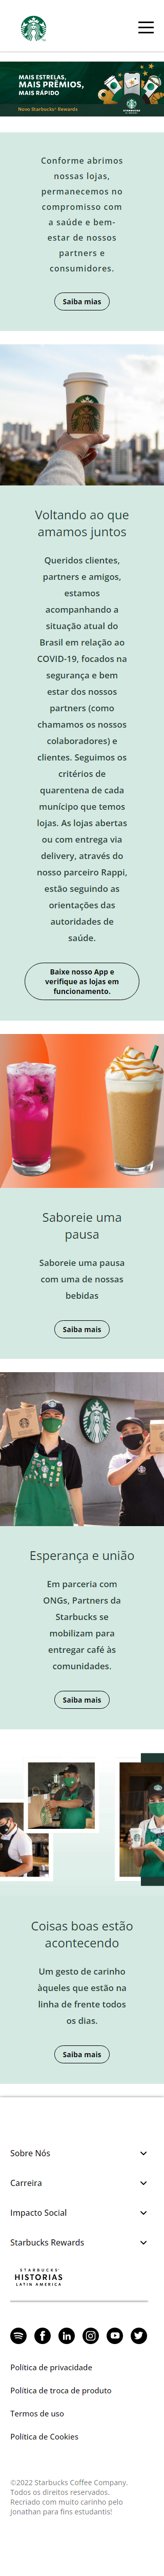 MAIS ESTRELAS,
MAIS PRÊMIOS,
MAIS RÁPIDO
Novo Starbucks® Rewards
Conforme abrimos
nossas lojas,
permanecemos no
compromisso com
a saúde e bem-
estar de nossos
partners e
consumidores.
Saiba mias
Voltando ao que
amamos juntos
Queridos clientes,
partners e amigos,
estamos
acompanhando a
situação atual do
Brasil em relação ao
COVID-19, focados na
segurança e bem
estar dos nossos
partners (como
chamamos os nossos
colaboradores) e
clientes. Seguimos os
critérios de
quarentena de cada
munícipo que temos
lojas. As lojas abertas
ou com entrega via
delivery, através do
nosso parceiro Rappi,
estão seguindo as
orientações das
autoridades de
saúde.
Baixe nosso App e
verifique as lojas em
funcionamento.
Saboreie uma
pausa
Saboreie uma pausa
com uma de nossas
bebidas
Saiba mais
Esperança e união
Em parceria com
ONGs, Partners da
Starbucks se
mobilizam para
entregar café às
comunidades.
Saiba mais
Coisas boas estão
acontecendo
Um gesto de carinho
àqueles que estão na
linha de frente todos
os dias.
Saiba mais
Sobre Nós
Carreira
Impacto Social
Starbucks Rewards
STARBUCKS®
HISTORIAS
LATIN AMERICA
Política de privacidade
Política de troca de produto
Termos de uso
Política de Cookies
©2022 Starbucks Coffee Company.
Todos os direitos reservados.
Recriado com muito carinho pelo
Jonathan para fins estudantis!